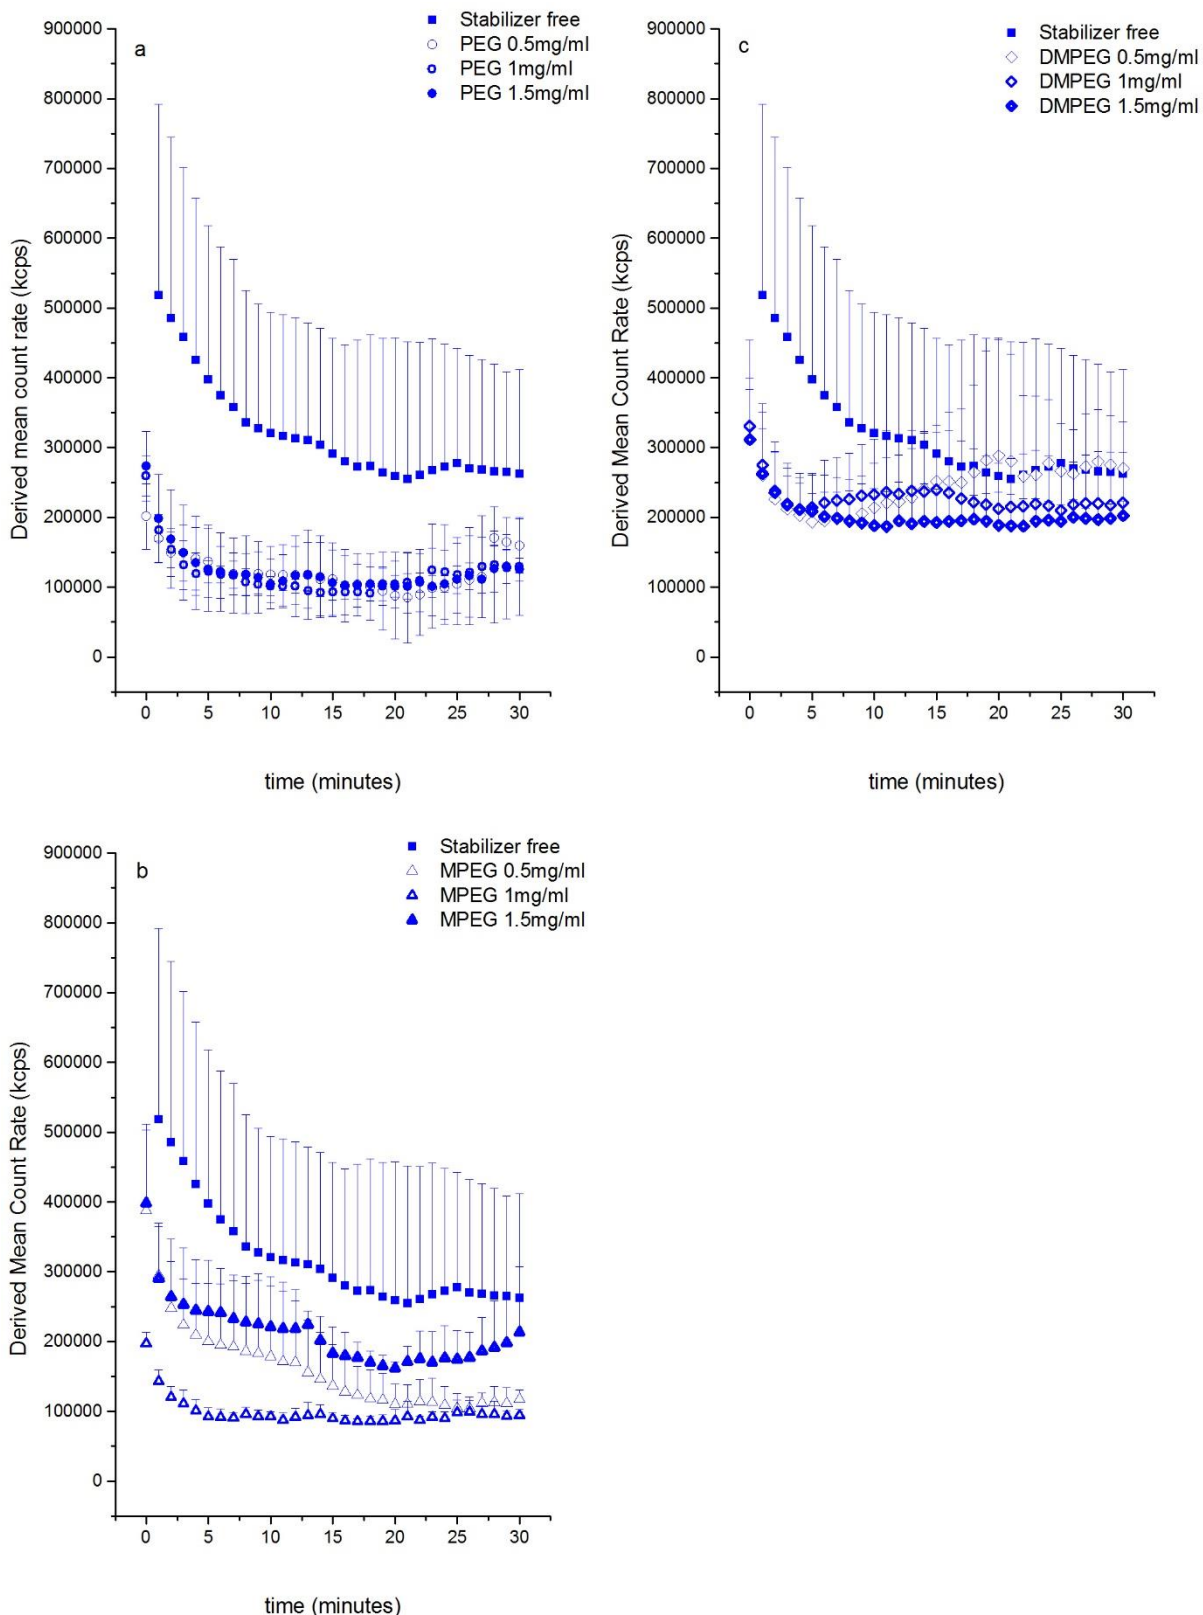 a
Stabilizer free
PEG 0.5mg/ml
PEG 1mg/ml
PEG 1.5mg/ml
Derived mean count rate (kcps)
900000
800000
700000
600000
500000
400000
300000
200000
100000
0
0 5 10 15 20 25 30
time (minutes)
c
Stabilizer free
DMPEG 0.5mg/ml
DMPEG 1mg/ml
DMPEG 1.5mg/ml
Derived Mean Count Rate (kcps)
900000
800000
700000
600000
500000
400000
300000
200000
100000
0
0 5 10 15 20 25 30
time (minutes)
b
Stabilizer free
MPEG 0.5mg/ml
MPEG 1mg/ml
MPEG 1.5mg/ml
Derived Mean Count Rate (kcps)
900000
800000
700000
600000
500000
400000
300000
200000
100000
0
0 5 10 15 20 25 30
time (minutes)